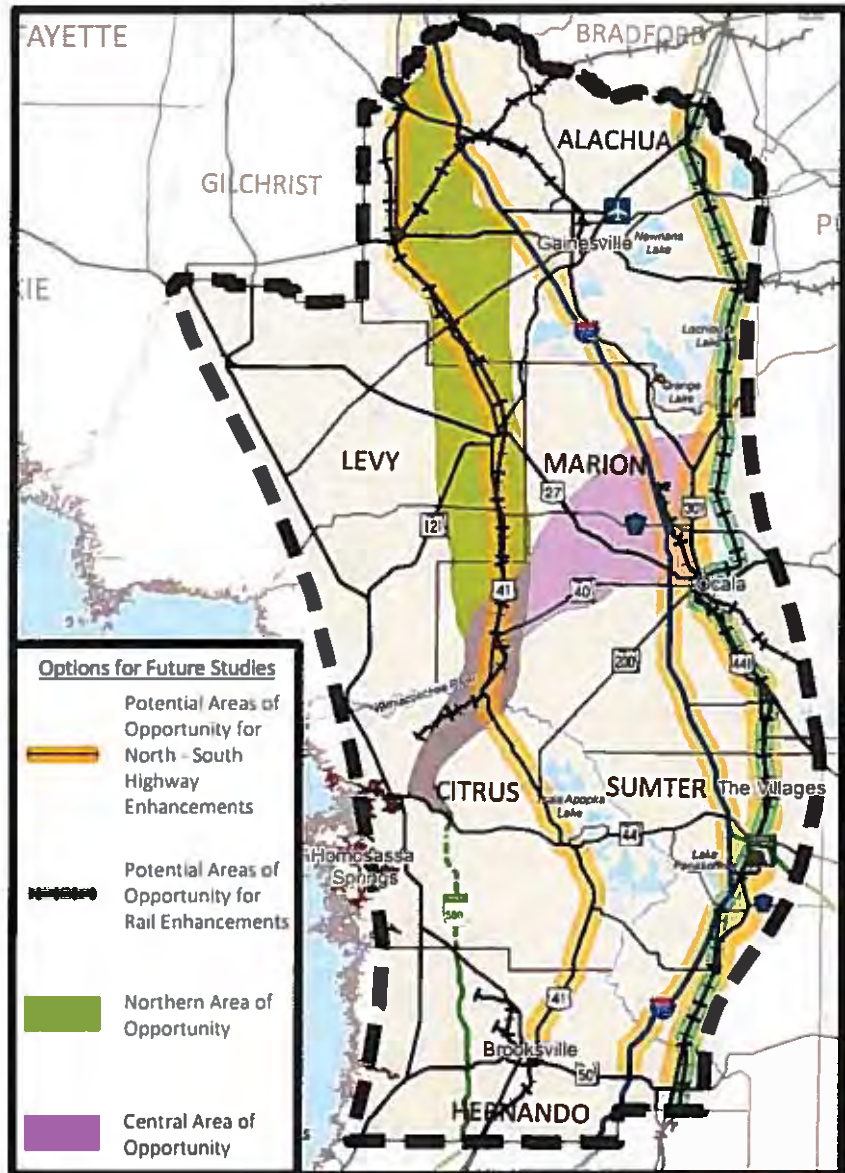 FAYETTE
BRADFORD
ALACHUA
GILCHRIST
Gainesville
Newnans
Lake
KIE
75
Lochloosa
Lake
Orange
Lake
LEVY
MARION
27
301
121
41
40
Ocala
200
441
Options for Future Studies
Potential Areas of
Opportunity for
North - South
Highway
Enhancements
Withlacoochee River
CITRUS
SUMTER
The Villages
Lake
44
Lake
Panasoffkee
Homosassa
Springs
Potential Areas of
Opportunity for
Rail Enhancements
589
Northern Area of
Opportunity
41
75
Brooksville
50
HERNANDO
Central Area of
Opportunity